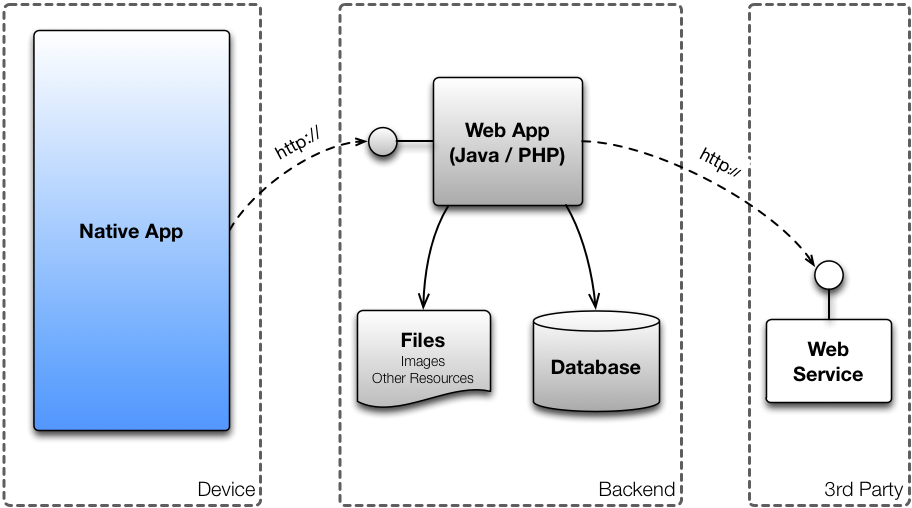 http://
Native App
Device
Web App
(Java / PHP)
Files
Images
Other Resources
Database
Backend
http://
Web
Service
3rd Party